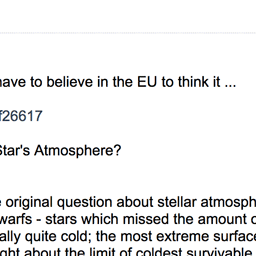 have to believe in the EU to think it ...
f26617
Star's Atmosphere?
original question about stellar atmosph
warfs - stars which missed the amount o
ally quite cold; the most extreme surface
ght about the limit of coldest survivable